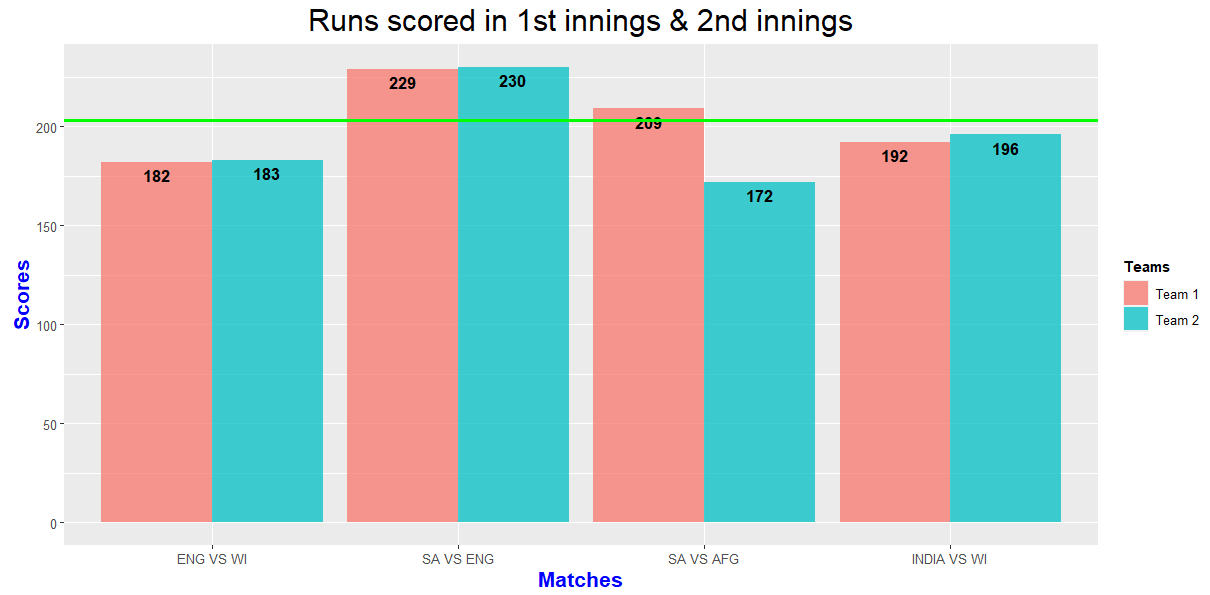 Runs scored in 1st innings & 2nd innings
Scores
200
150
100
50
0
182
183
229
230
209
172
192
196
ENG VS WI
SA VS ENG
SA VS AFG
INDIA VS WI
Matches
Teams
Team 1
Team 2